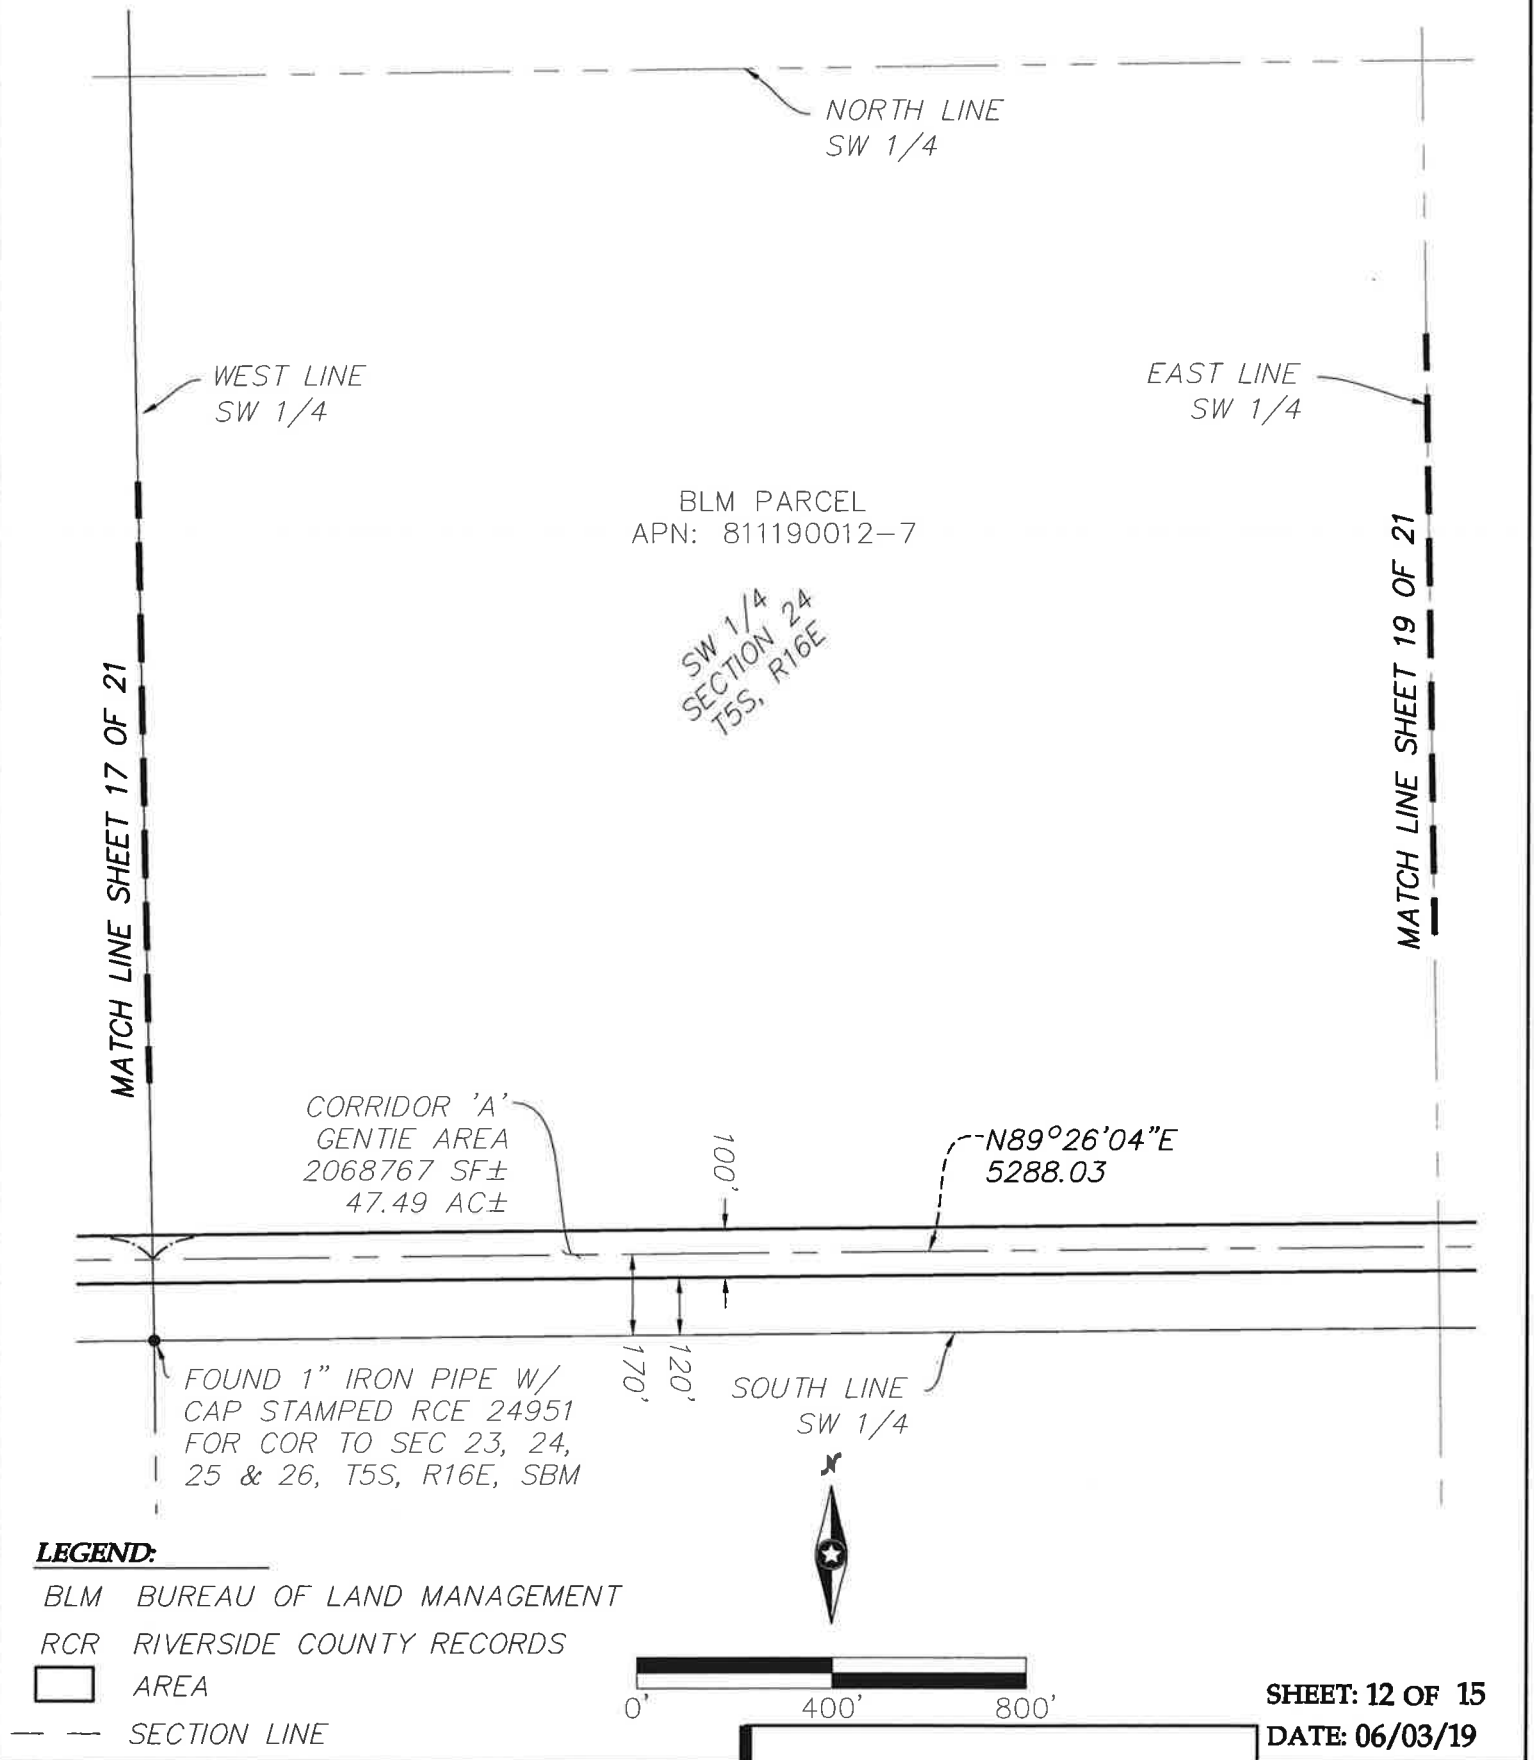 NORTH LINE
SW 1/4
WEST LINE
SW 1/4
EAST LINE
SW 1/4
BLM PARCEL
APN: 811190012-7
SW 1/4
SECTION 24
T5S, R16E
MATCH LINE SHEET 17 OF 21
MATCH LINE SHEET 19 OF 21
CORRIDOR 'A'
GENTIE AREA
2068767 SF±
47.49 AC±
100'
N89°26'04"E
5288.03
170'
120'
SOUTH LINE
SW 1/4
FOUND 1" IRON PIPE W/
CAP STAMPED RCE 24951
FOR COR TO SEC 23, 24,
25 & 26, T5S, R16E, SBM
N
LEGEND:
BLM BUREAU OF LAND MANAGEMENT
RCR RIVERSIDE COUNTY RECORDS
AREA
SECTION LINE
0' 400' 800'
SHEET: 12 OF 15
DATE: 06/03/19